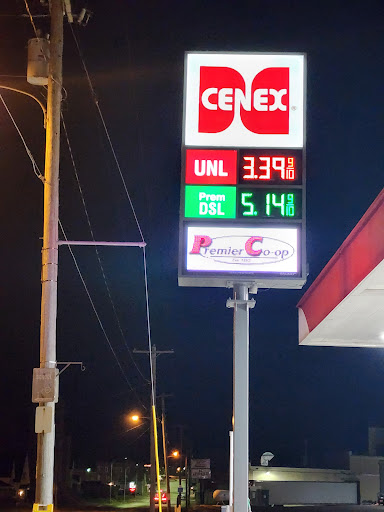 CENEX
UNL 3.39 9/10
Prem DSL 5.14 9/10
Premier Co-op